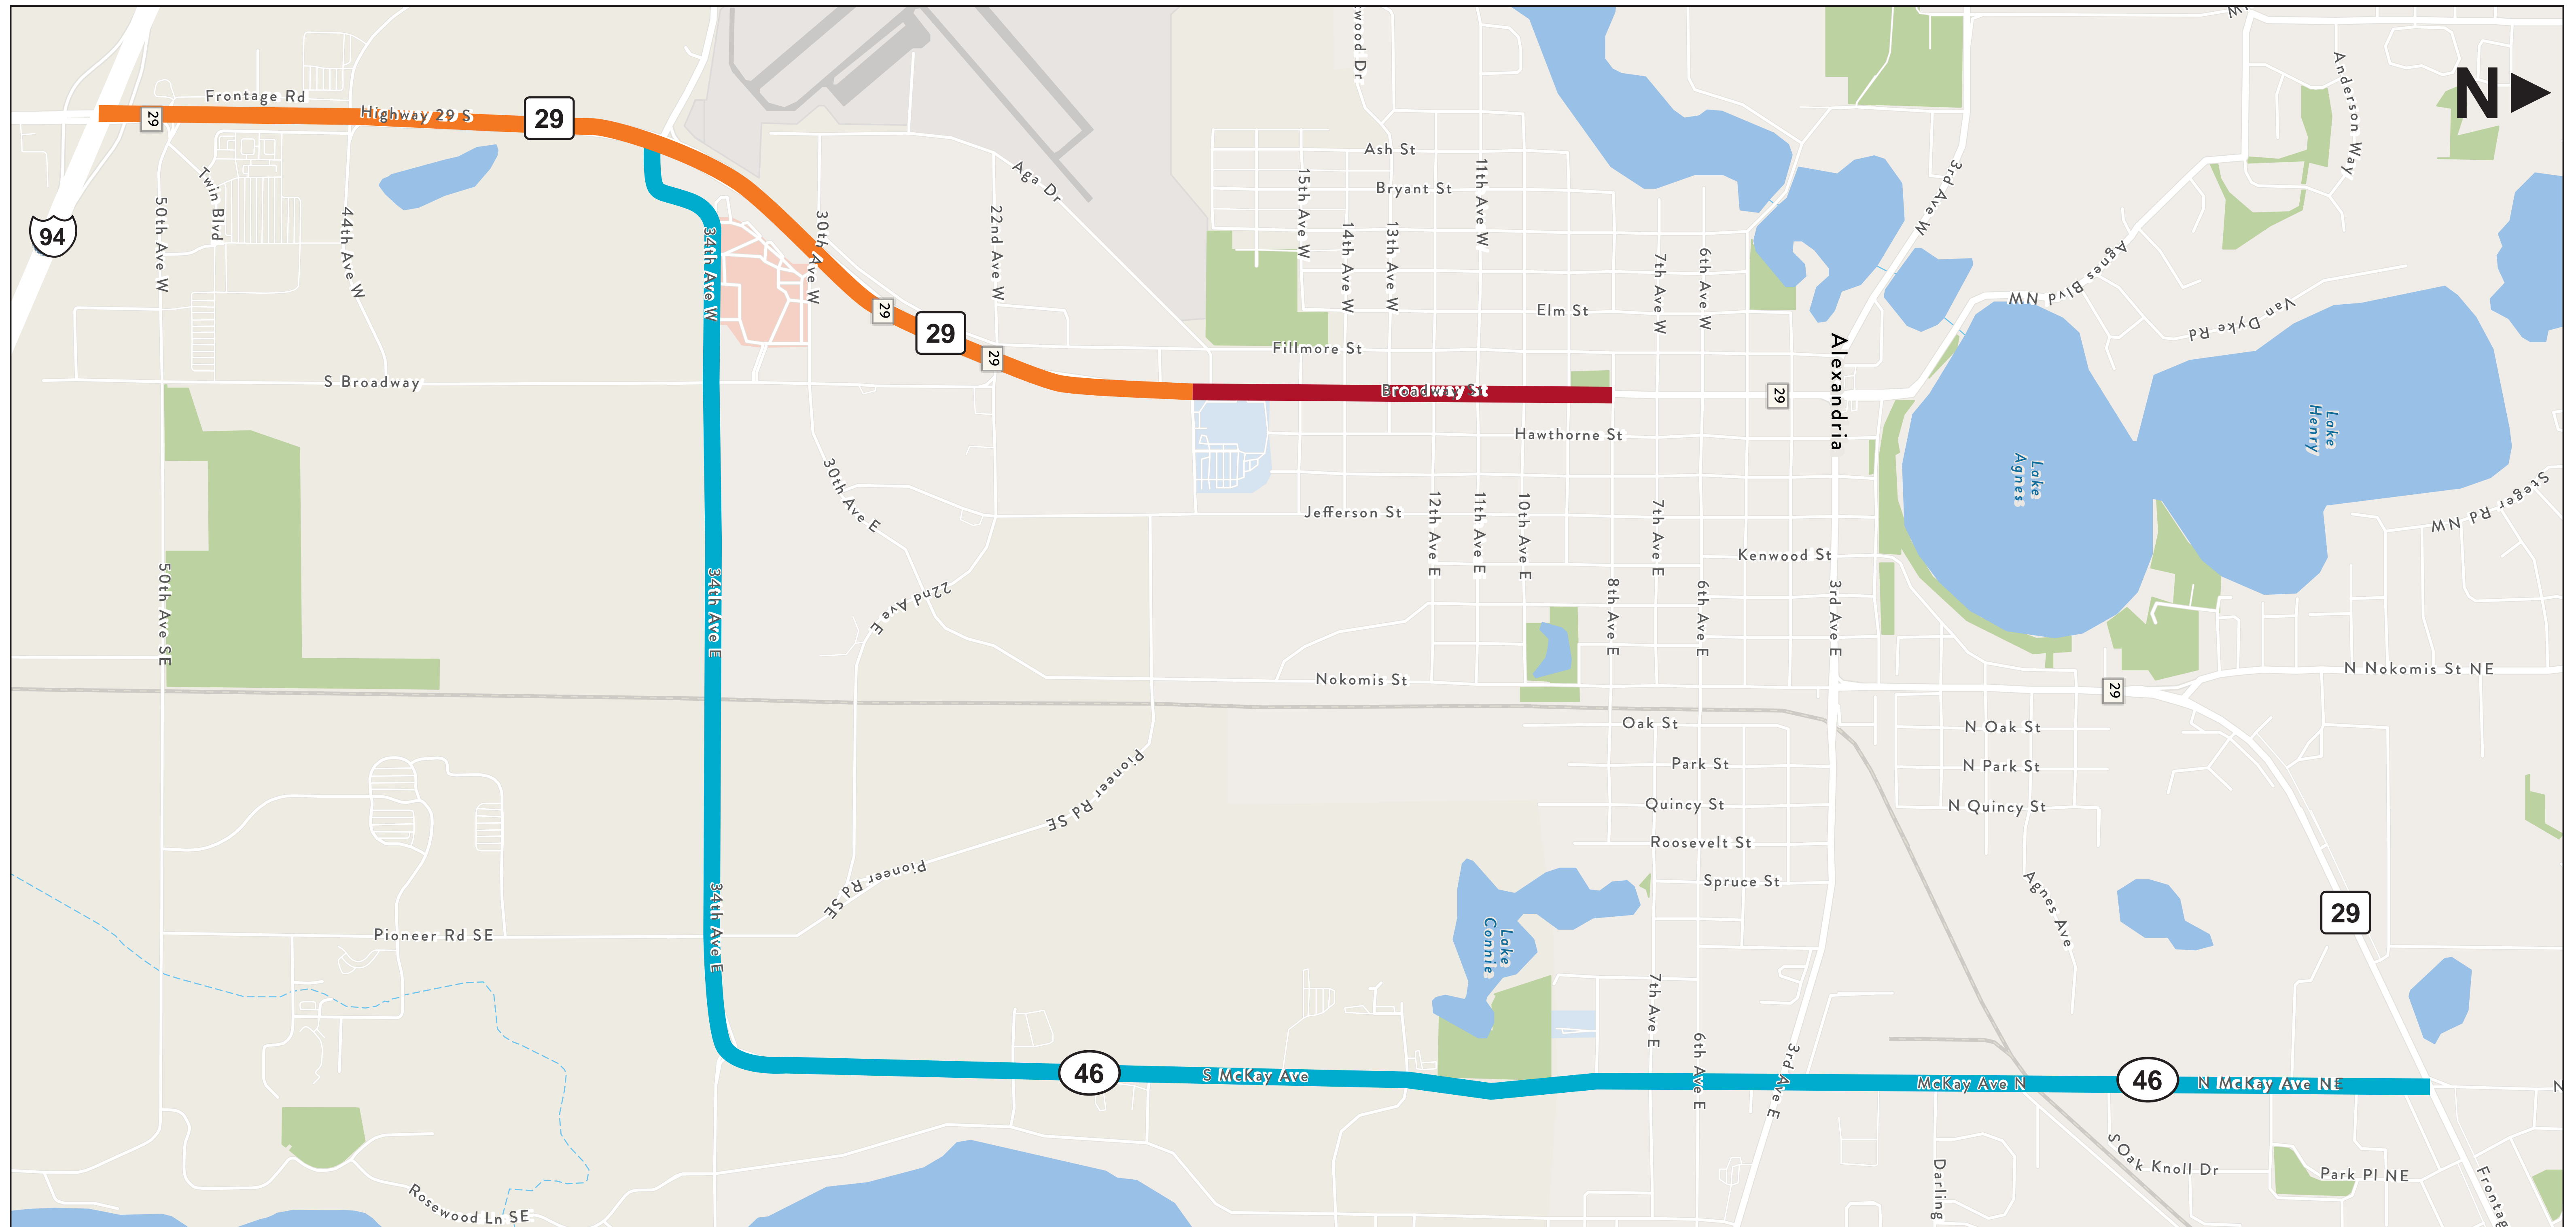 wood Dr
W
N
Anderson Way
Frontage Rd
Highway 29 S
29
29
94
50th Ave W
Twin Blvd
44th Ave W
34th Ave W
30th Ave W
22nd Ave W
Aga Dr
29
29
29
Ash St
Bryant St
15th Ave W
14th Ave W
13th Ave W
11th Ave W
Elm St
7th Ave W
6th Ave W
3rd Ave W
Agnes Blvd NW
Van Dyke Rd
Fillmore St
S Broadway
Broadway St
29
Alexandria
Hawthorne St
Lake
Agnes
Lake
Henry
Steger Rd NW
50th Ave SE
34th Ave E
30th Ave E
22nd Ave E
Jefferson St
12th Ave E
11th Ave E
10th Ave E
7th Ave E
Kenwood St
8th Ave E
6th Ave E
3rd Ave E
Nokomis St
N Nokomis St NE
29
Oak St
N Oak St
Park St
N Park St
Quincy St
N Quincy St
Roosevelt St
Spruce St
Agnes Ave
29
Pioneer Rd SE
Pioneer Rd SE
Pioneer Rd SE
34th Ave E
Lake
Connie
7th Ave E
6th Ave E
3rd Ave E
46
S McKay Ave
McKay Ave N
46
N McKay Ave NE
N
S Oak Knoll Dr
Park Pl NE
Darling
Frontag
Rosewood Ln SE